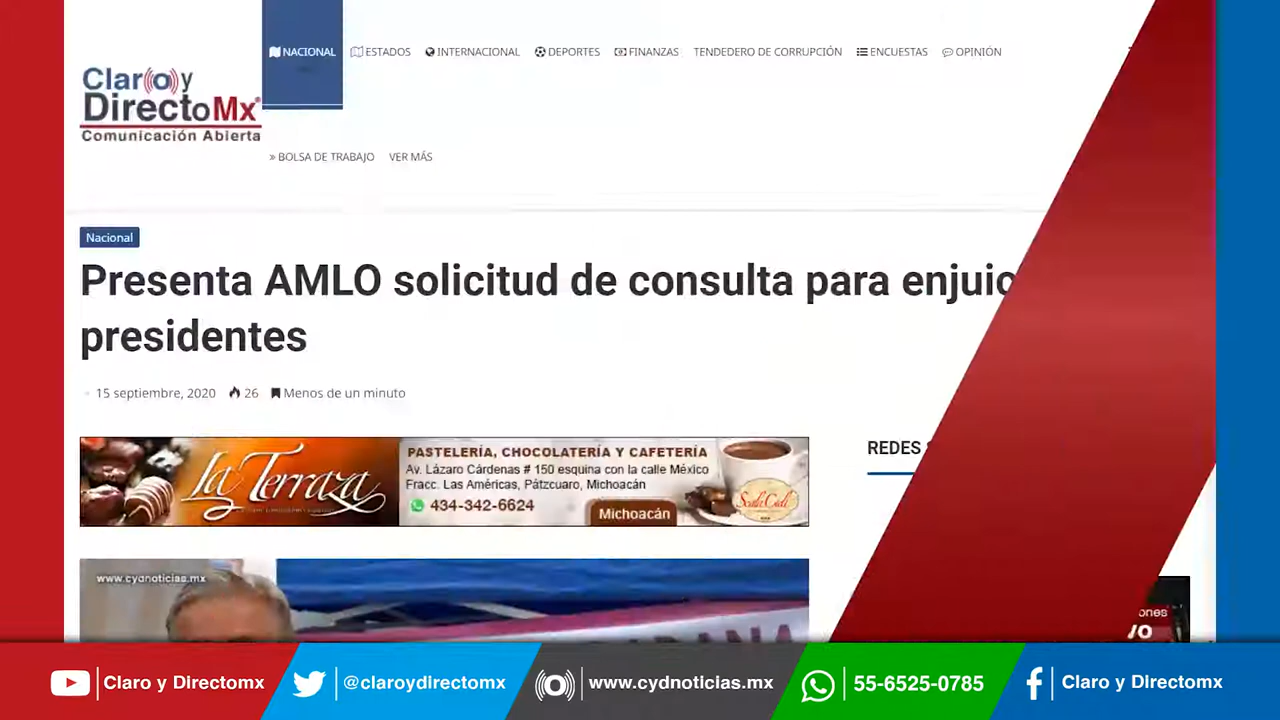 NACIONAL ESTADOS INTERNACIONAL DEPORTES FINANZAS TENDEDERO DE CORRUPCIÓN ENCUESTAS OPINIÓN
Claro y
DirectoMx
Comunicación Abierta
» BOLSA DE TRABAJO VER MÁS
Nacional
Presenta AMLO solicitud de consulta para enjuic
presidentes
15 septiembre, 2020 26 Menos de un minuto
La Terraza
PASTELERÍA, CHOCOLATERÍA Y CAFETERÍA
Av. Lázaro Cárdenas # 150 esquina con la calle México
Fracc. Las Américas, Pátzcuaro, Michoacán
434-342-6624
Michoacán
REDES
www.cydnoticias.mx
ones
VO
Claro y Directomx @claroydirectomx www.cydnoticias.mx 55-6525-0785 Claro y Directomx